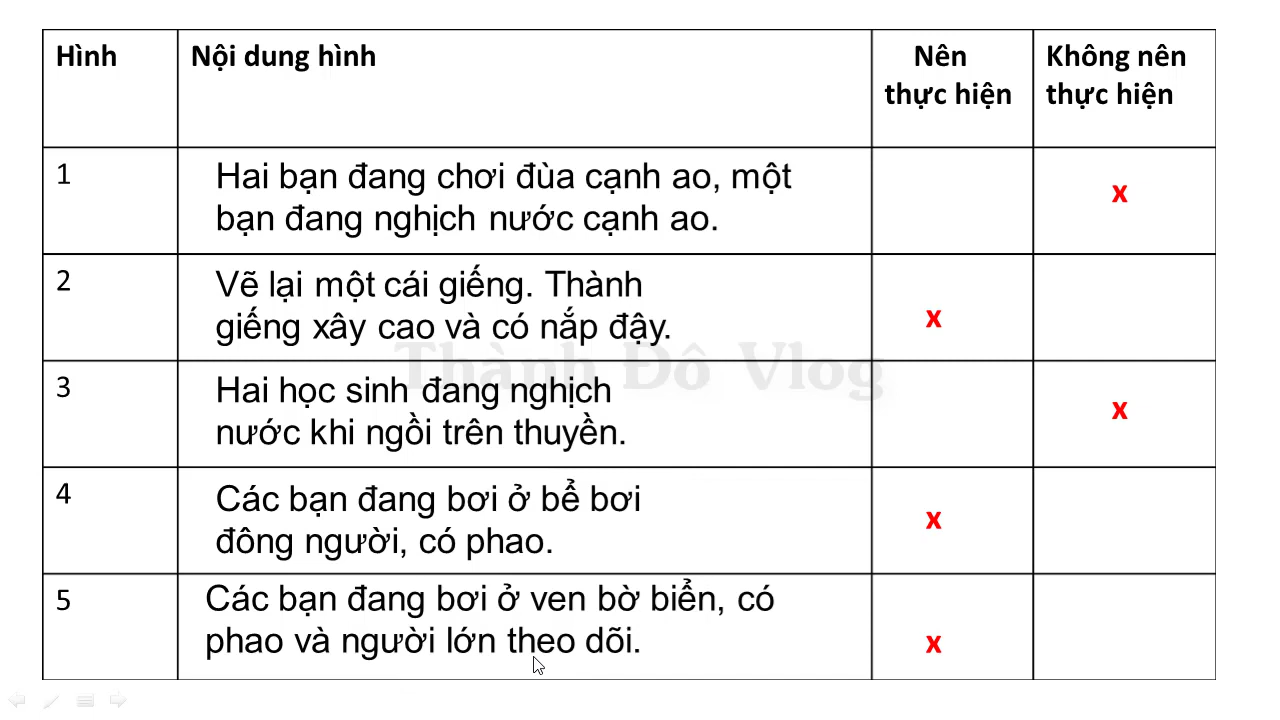 Hình Nội dung hình Nên thực hiện Không nên thực hiện
1 Hai bạn đang chơi đùa cạnh ao, một
bạn đang nghịch nước cạnh ao. x
2 Vẽ lại một cái giếng. Thành
giếng xây cao và có nắp đậy. x
Thành Đô Vlog
3 Hai học sinh đang nghịch
nước khi ngồi trên thuyền. x
4 Các bạn đang bơi ở bể bơi
đông người, có phao. x
5 Các bạn đang bơi ở ven bờ biển, có
phao và người lớn theo dõi. x